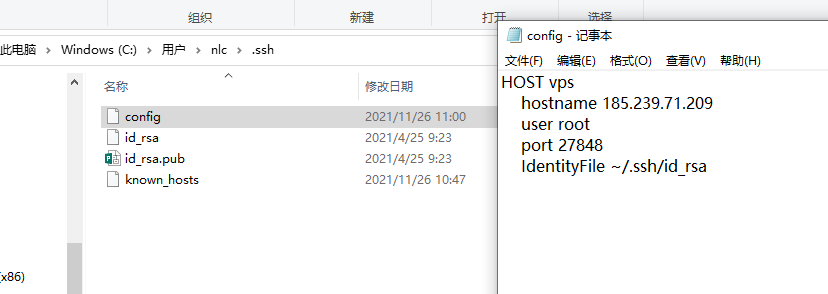 组织
新建
打开
选择
此电脑 > Windows (C:) > 用户 > nlc > .ssh
名称
修改日期
config
2021/11/26 11:00
id_rsa
2021/4/25 9:23
id_rsa.pub
2021/4/25 9:23
known_hosts
2021/11/26 10:47
(x86)
config - 记事本
文件(F) 编辑(E) 格式(O) 查看(V) 帮助(H)
HOST vps
hostname 185.239.71.209
user root
port 27848
IdentityFile ~/.ssh/id_rsa